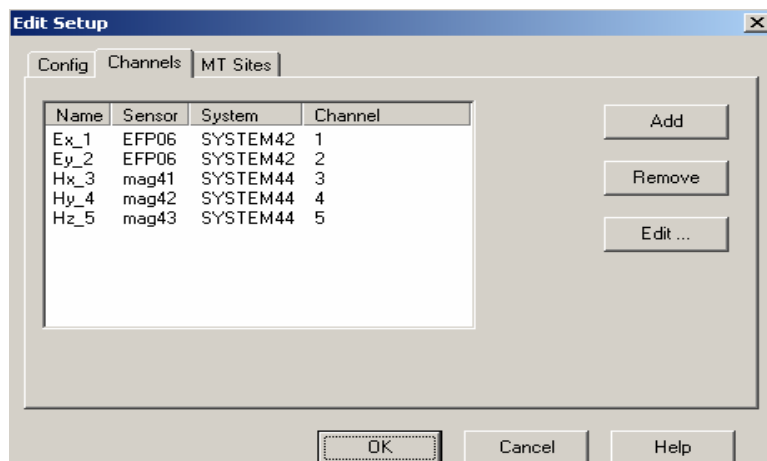 Edit Setup
Config Channels MT Sites
Name Sensor System Channel
Ex_1 EFP06 SYSTEM42 1
Ey_2 EFP06 SYSTEM42 2
Hx_3 mag41 SYSTEM44 3
Hy_4 mag42 SYSTEM44 4
Hz_5 mag43 SYSTEM44 5
Add
Remove
Edit ...
OK Cancel Help